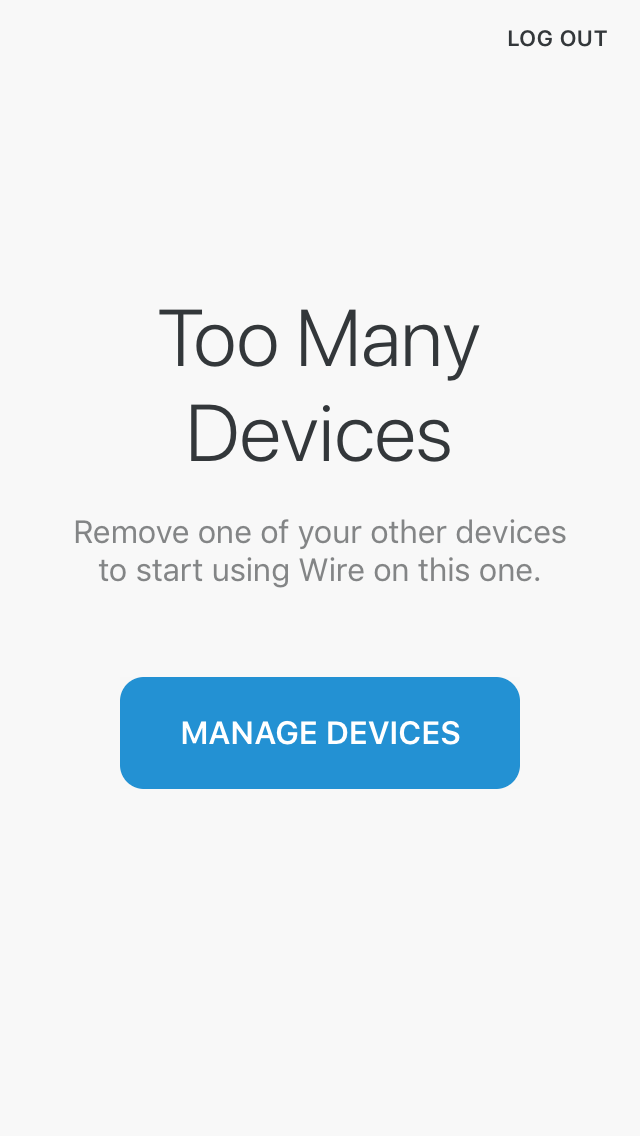 LOG OUT
Too Many
Devices
Remove one of your other devices
to start using Wire on this one.
MANAGE DEVICES